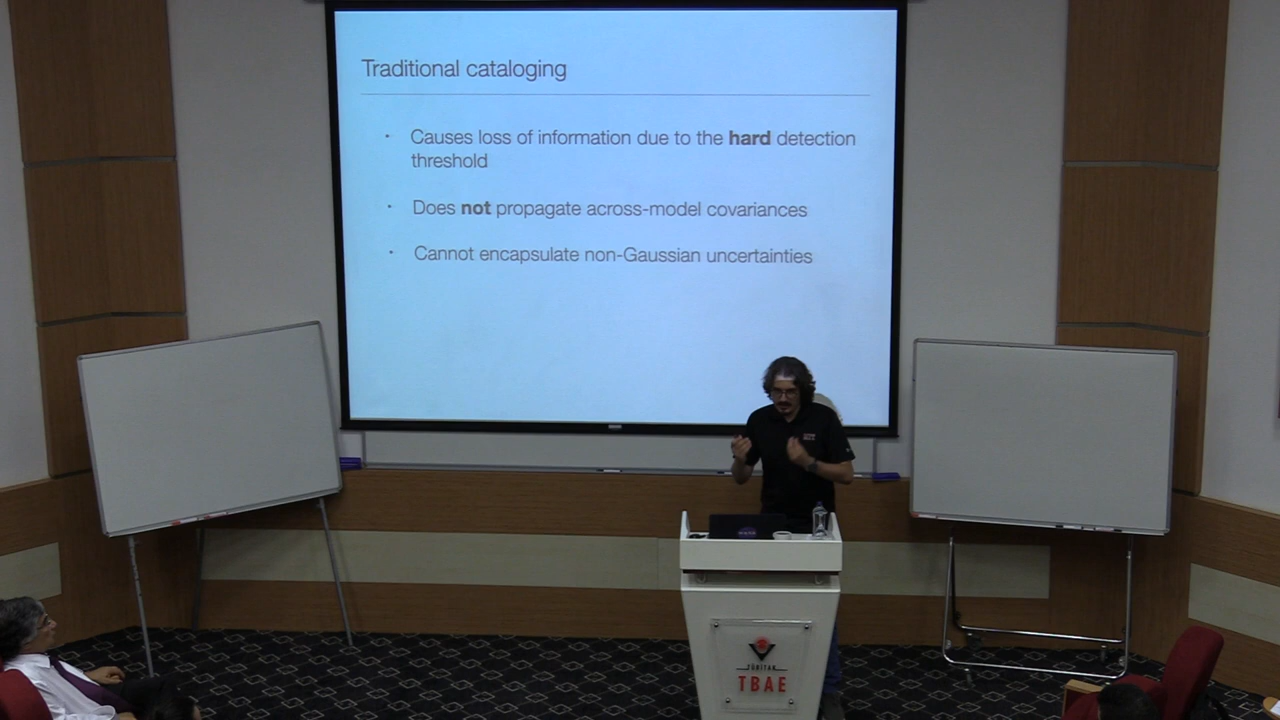 Traditional cataloging
• Causes loss of information due to the hard detection
threshold
• Does not propagate across-model covariances
• Cannot encapsulate non-Gaussian uncertainties
TÜBİTAK
TBAE